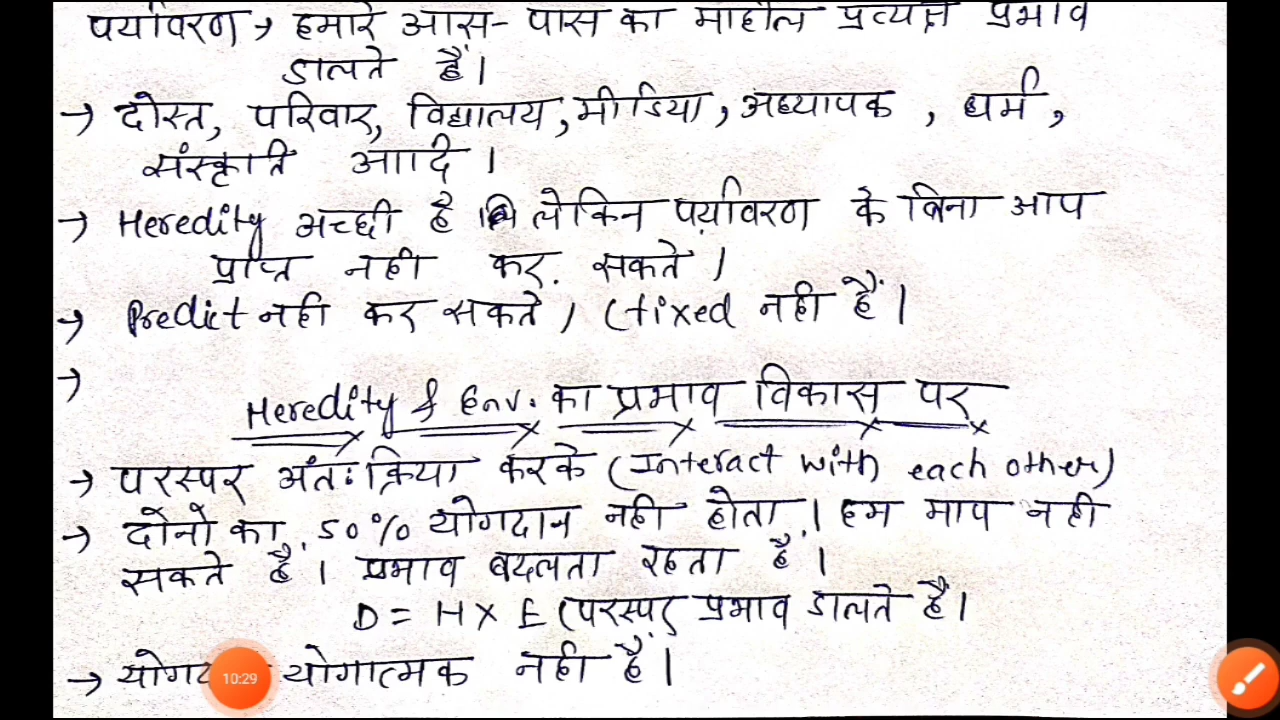 पर्यावरण → हमारे आस-पास का माहौल प्रत्यक्ष प्रभाव
डालते हैं।
→ दोस्त, परिवार, विद्यालय, मीडिया, अध्यापक, धर्म,
संस्कृति आादि।
→ Heredity अच्छी है लेकिन पर्यावरण के बिना आप
प्राप्त नही कर सकते।
→ Predict नही कर सकते। (fixed नही हैं।
→
Heredity & Env. का प्रभाव विकास पर
→ परस्पर अंतःक्रिया करके (Interact with each other)
→ दोनों का 50% योगदान नही होता। हम माप नही
सकते है। प्रभाव बदलता रहता है।
D = H X E (परस्पर प्रभाव डालते हैं।
→ योगात्मक नही हैं।
10:29